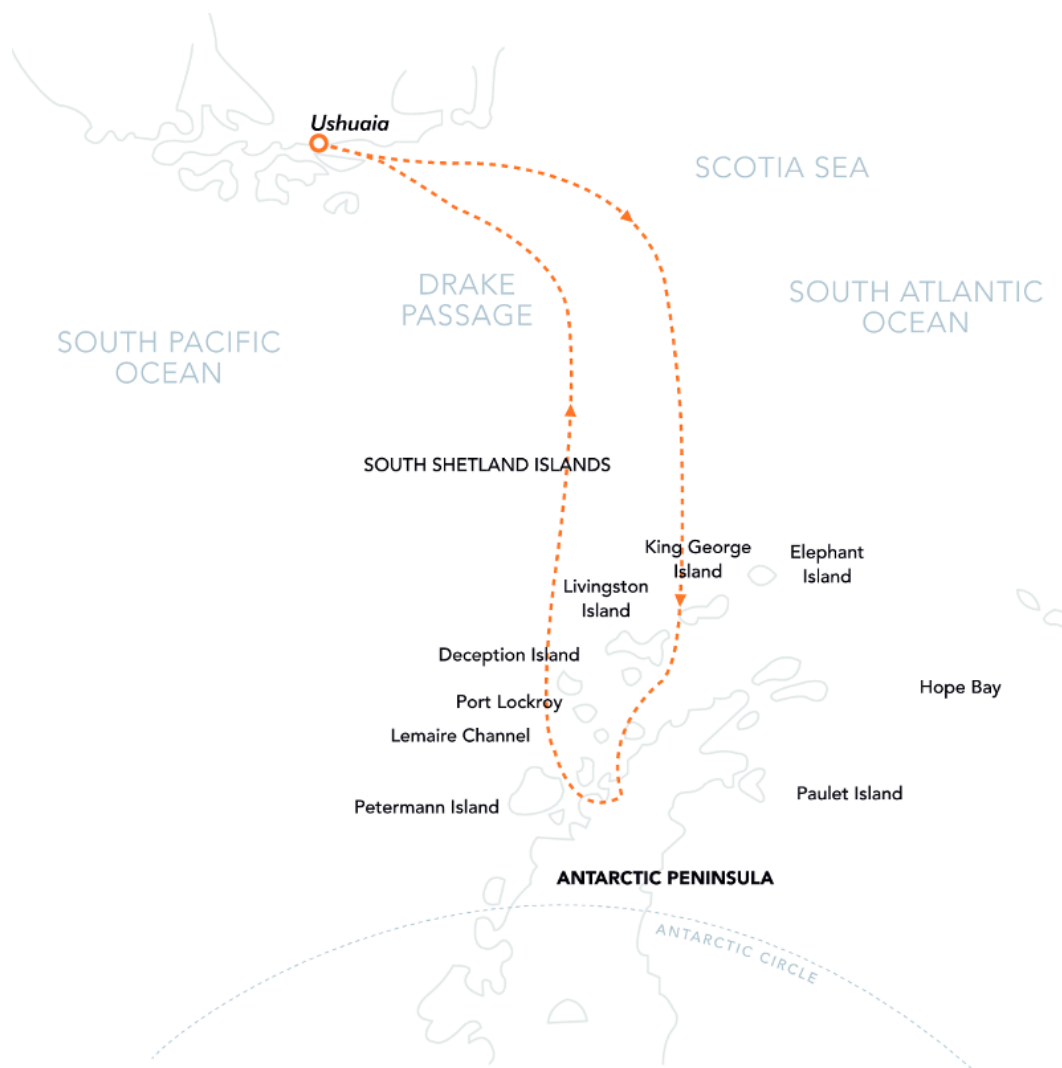 Ushuaia
SCOTIA SEA
DRAKE
PASSAGE
SOUTH ATLANTIC
OCEAN
SOUTH PACIFIC
OCEAN
SOUTH SHETLAND ISLANDS
King George
Island
Elephant
Island
Livingston
Island
Deception Island
Hope Bay
Port Lockroy
Lemaire Channel
Petermann Island
Paulet Island
ANTARCTIC PENINSULA
ANTARCTIC CIRCLE